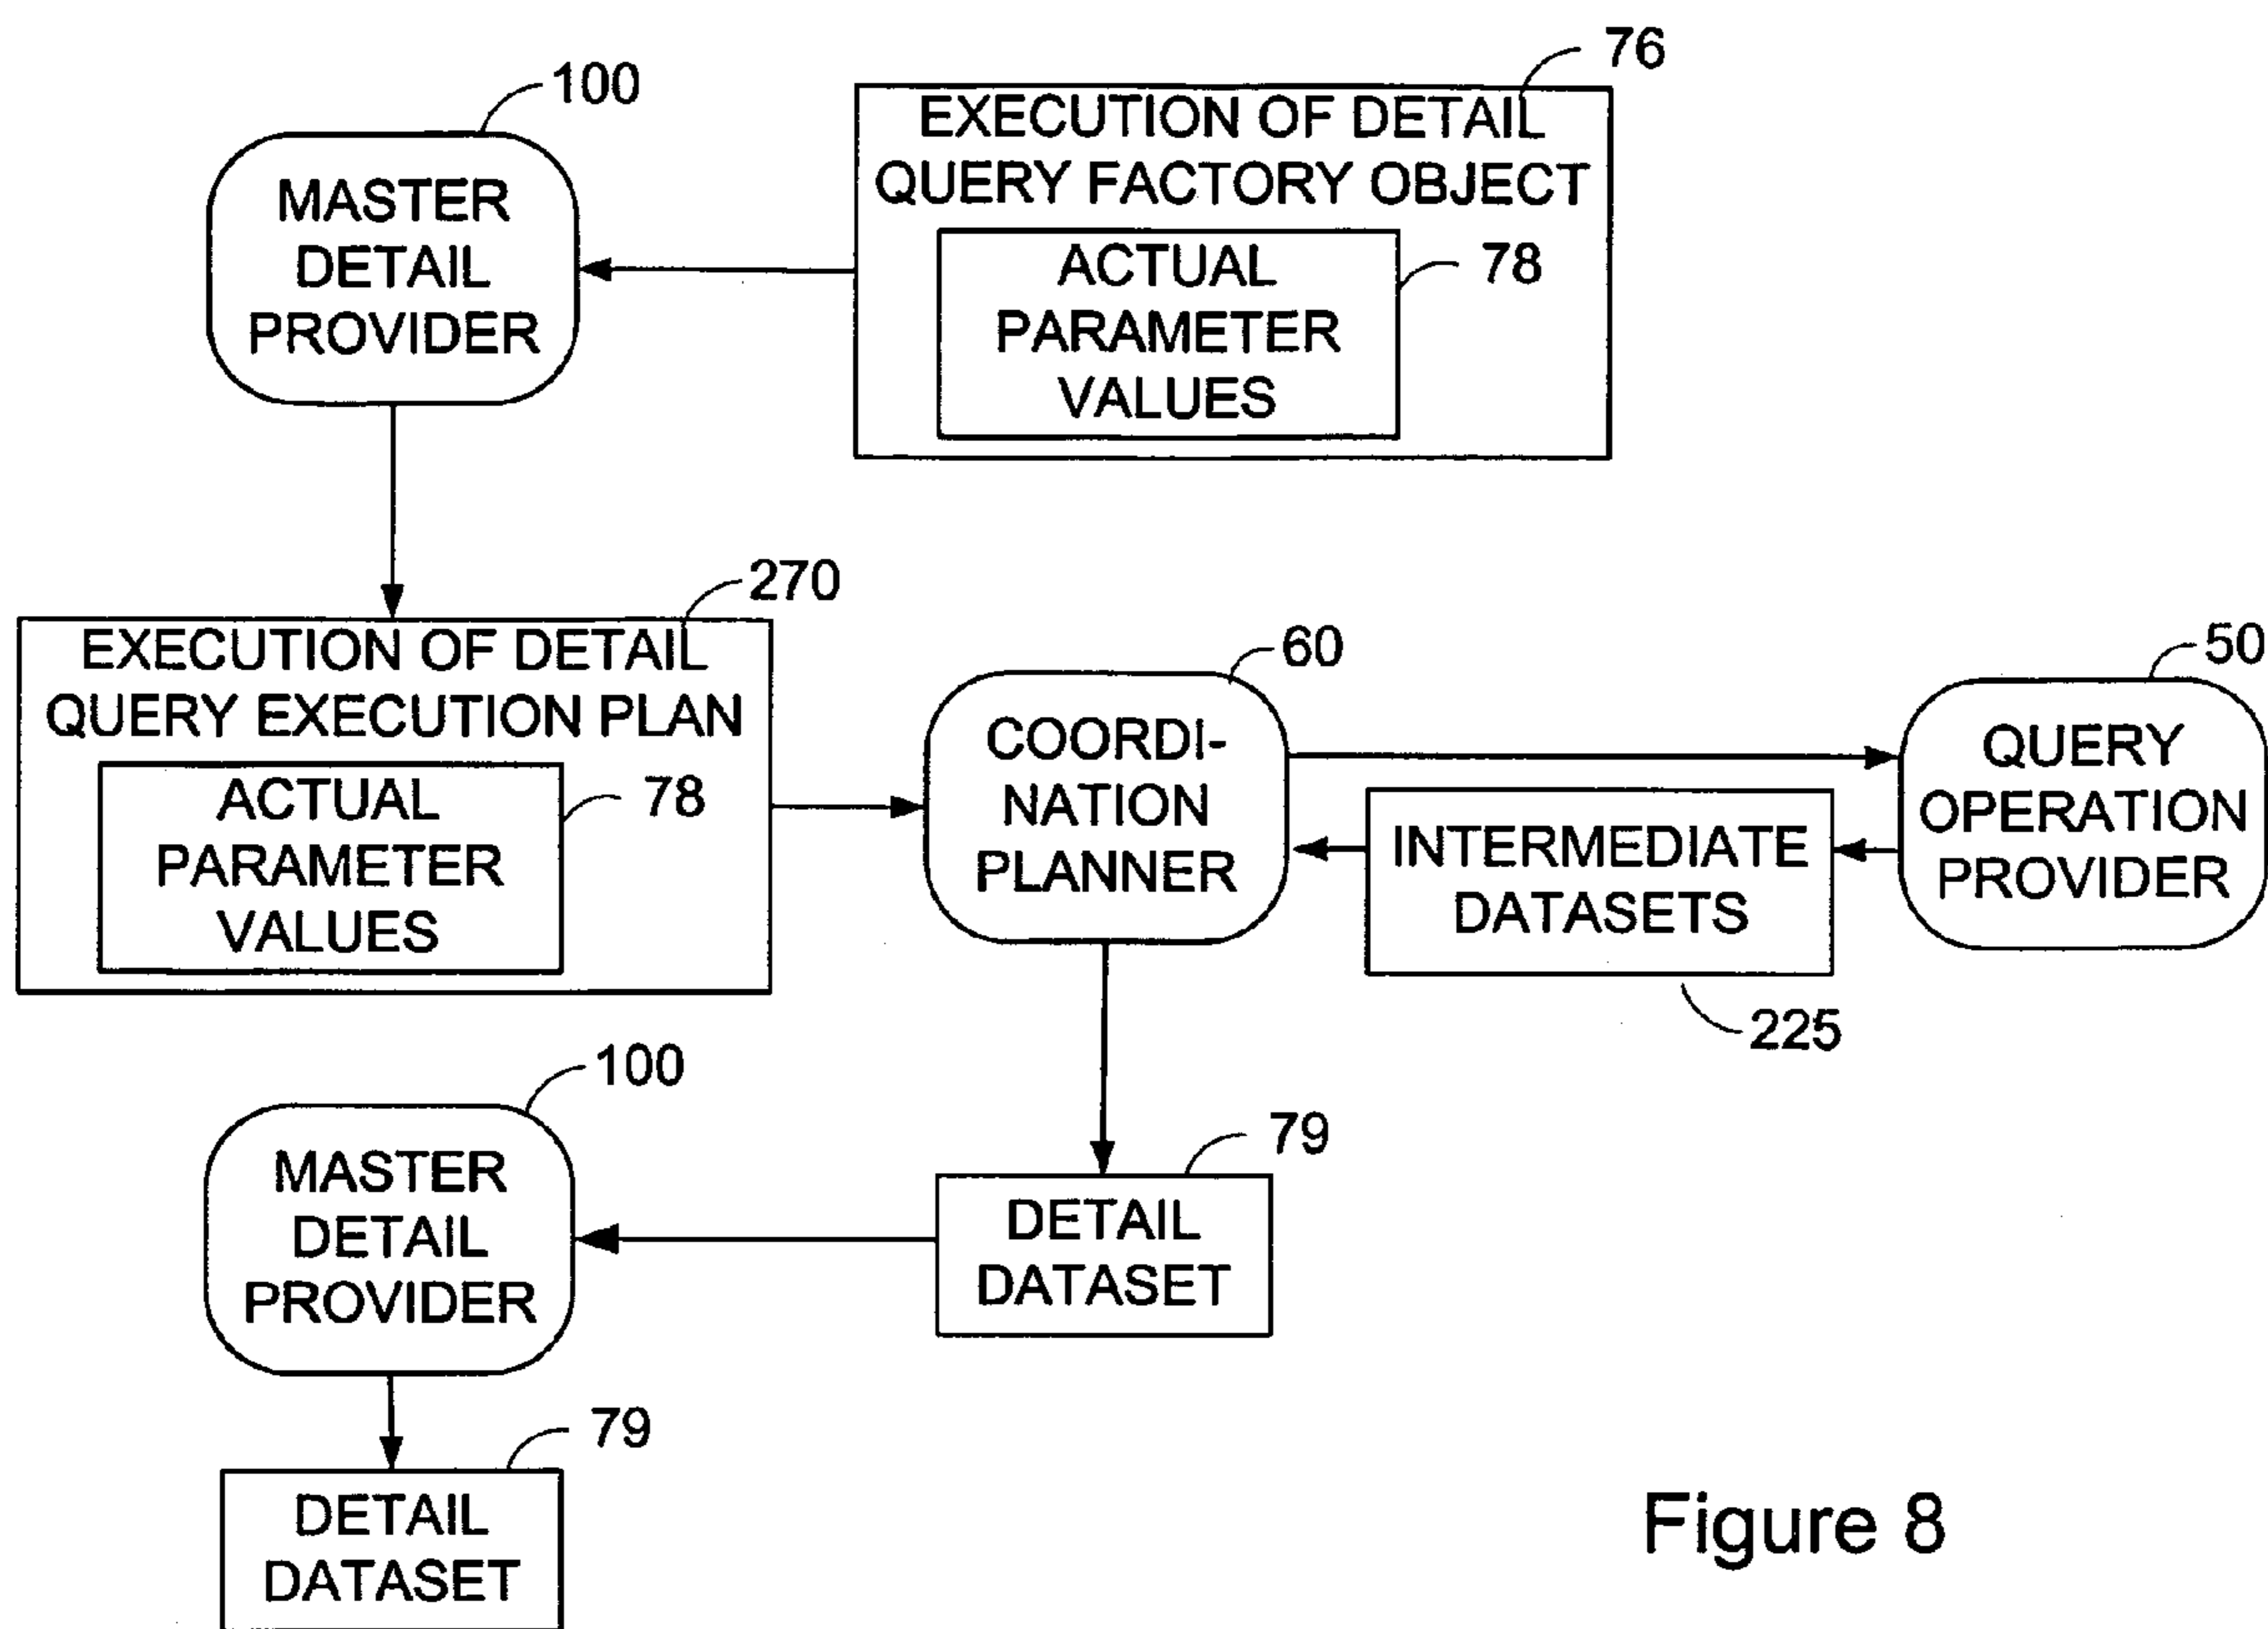 76
100
EXECUTION OF DETAIL
QUERY FACTORY OBJECT
MASTER
DETAIL
PROVIDER
ACTUAL
PARAMETER
VALUES
78
270
EXECUTION OF DETAIL
QUERY EXECUTION PLAN
ACTUAL
PARAMETER
VALUES
78
60
COORDI-
NATION
PLANNER
50
QUERY
OPERATION
PROVIDER
INTERMEDIATE
DATASETS
225
100
MASTER
DETAIL
PROVIDER
79
DETAIL
DATASET
79
DETAIL
DATASET
Figure 8